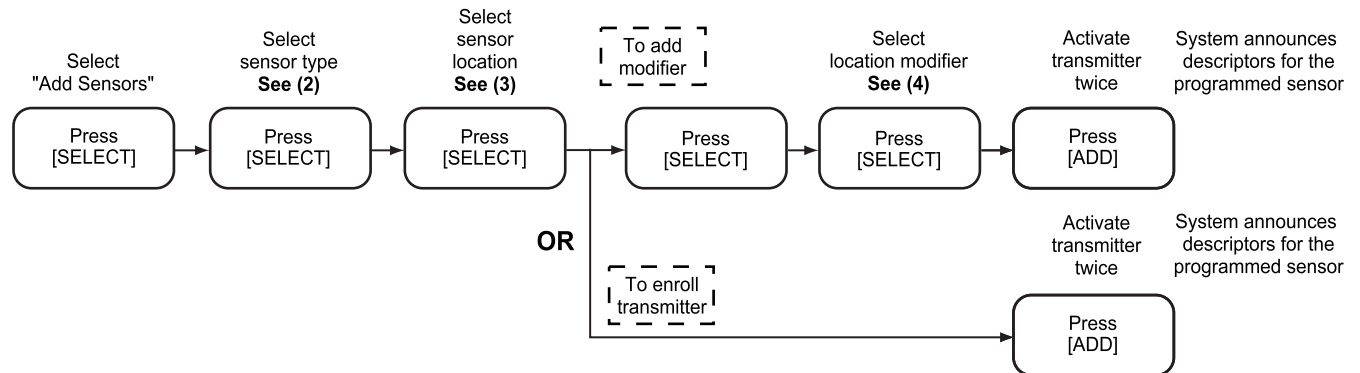 Select
"Add Sensors"
Press
[SELECT]
Select
sensor type
See (2)
Press
[SELECT]
Select
sensor
location
See (3)
Press
[SELECT]
To add
modifier
Press
[SELECT]
Select
location modifier
See (4)
Press
[SELECT]
Activate
transmitter
twice
Press
[ADD]
System announces
descriptors for the
programmed sensor
OR
To enroll
transmitter
Activate
transmitter
twice
Press
[ADD]
System announces
descriptors for the
programmed sensor